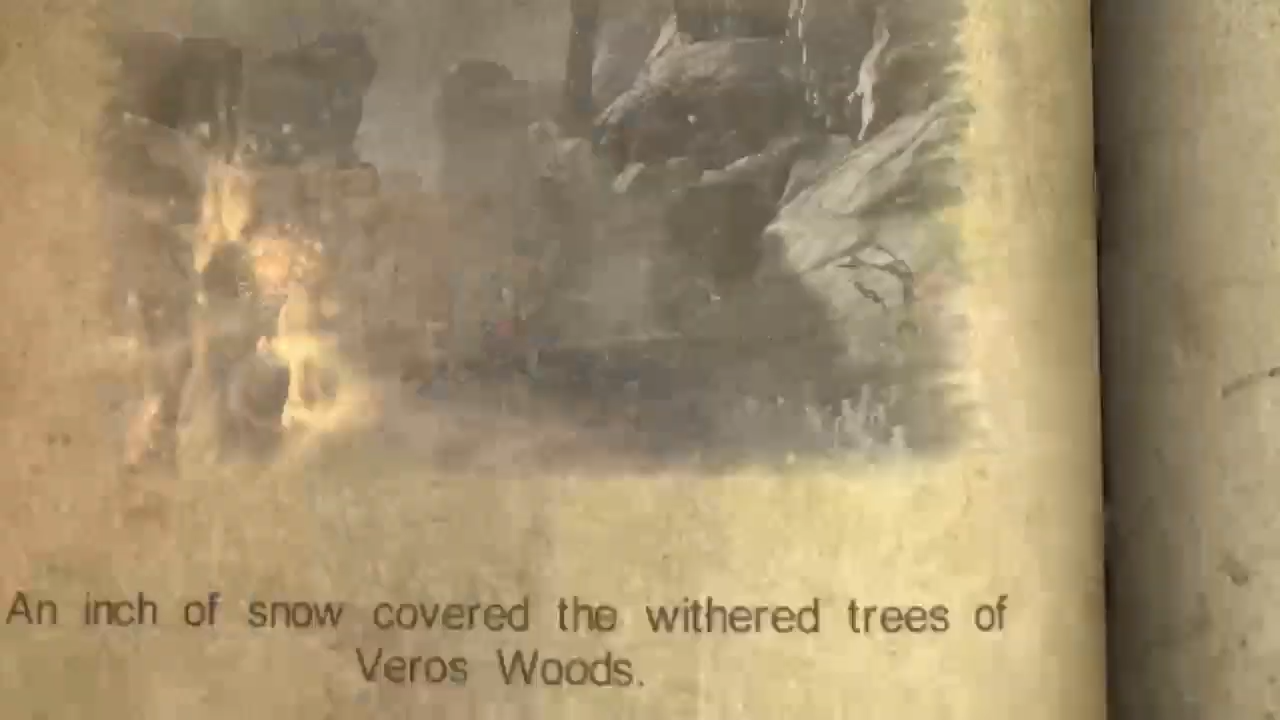 An inch of snow covered the withered trees of
Veros Woods.